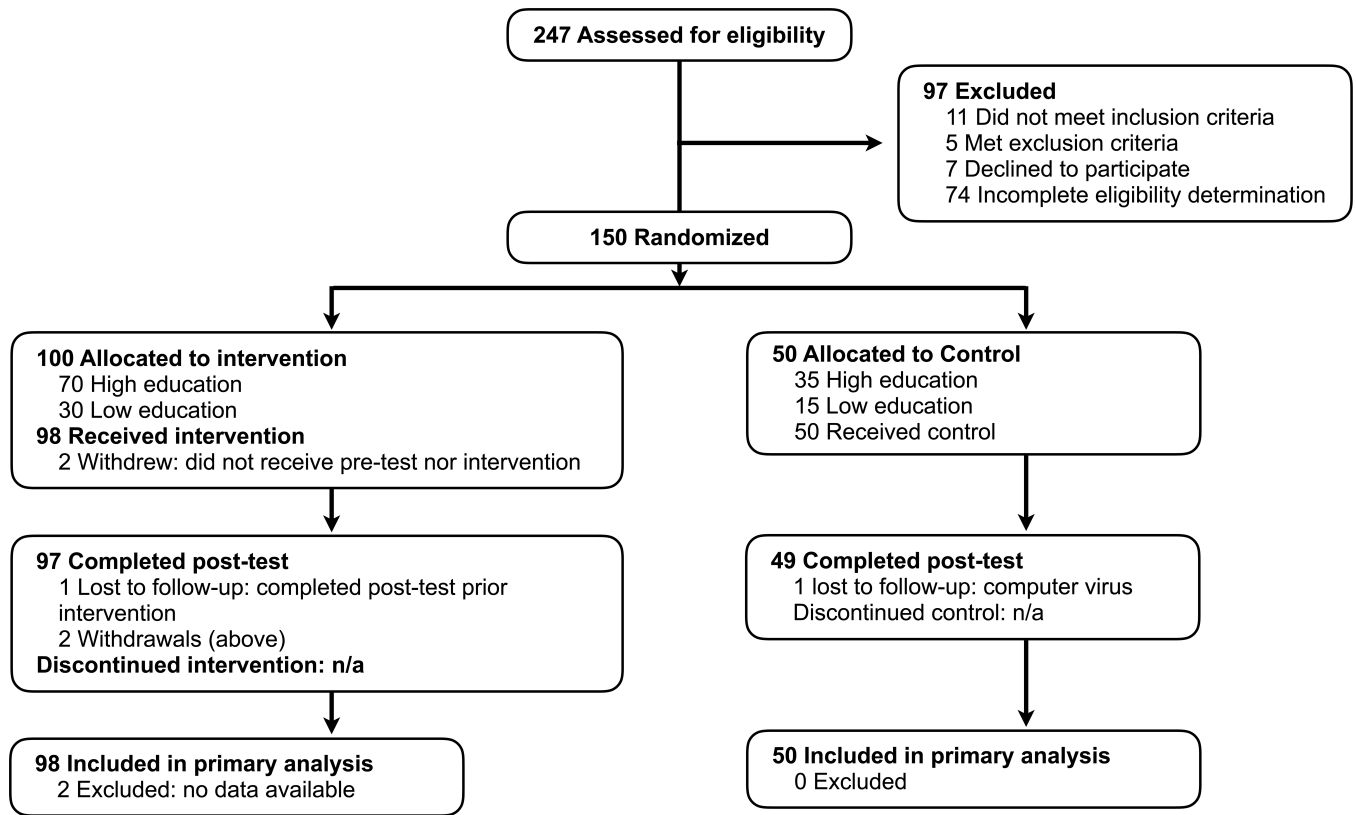 247 Assessed for eligibility
97 Excluded
11 Did not meet inclusion criteria
5 Met exclusion criteria
7 Declined to participate
74 Incomplete eligibility determination
150 Randomized
100 Allocated to intervention
70 High education
30 Low education
98 Received intervention
2 Withdrew: did not receive pre-test nor intervention
50 Allocated to Control
35 High education
15 Low education
50 Received control
97 Completed post-test
1 Lost to follow-up: completed post-test prior
intervention
2 Withdrawals (above)
Discontinued intervention: n/a
49 Completed post-test
1 lost to follow-up: computer virus
Discontinued control: n/a
98 Included in primary analysis
2 Excluded: no data available
50 Included in primary analysis
0 Excluded